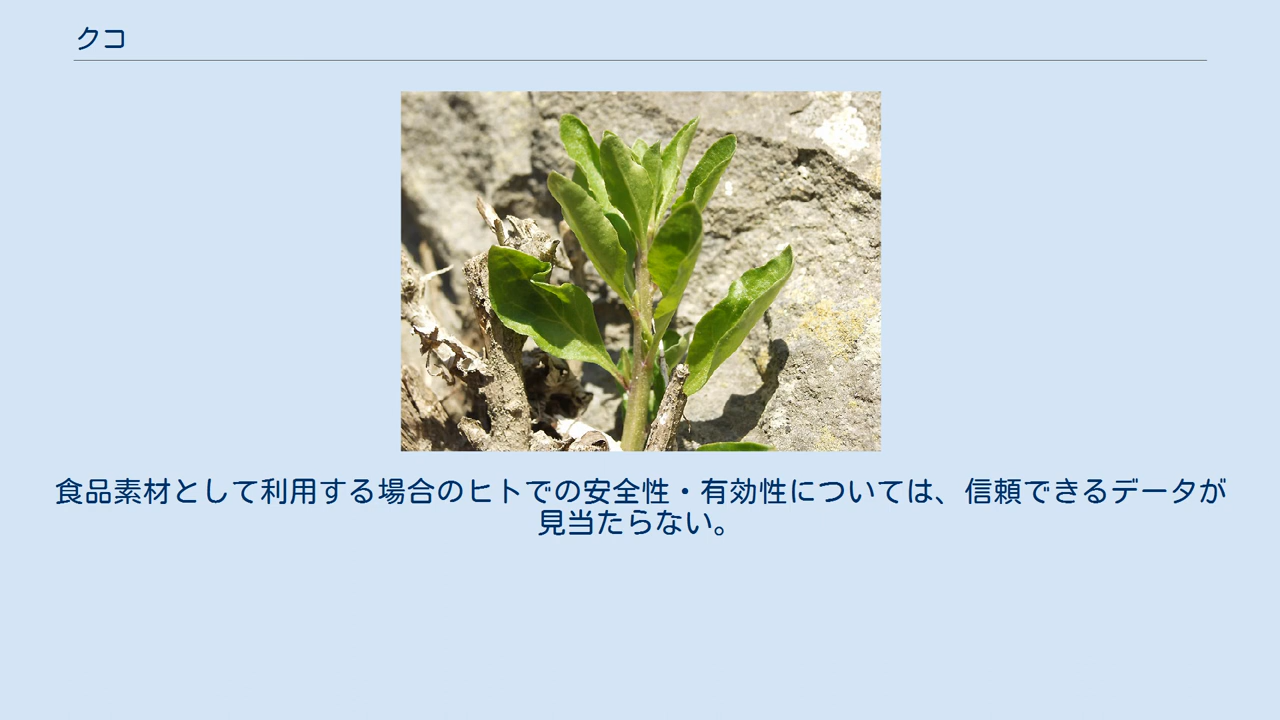 クコ
食品素材として利用する場合のヒトでの安全性・有効性については、信頼できるデータが
見当たらない。